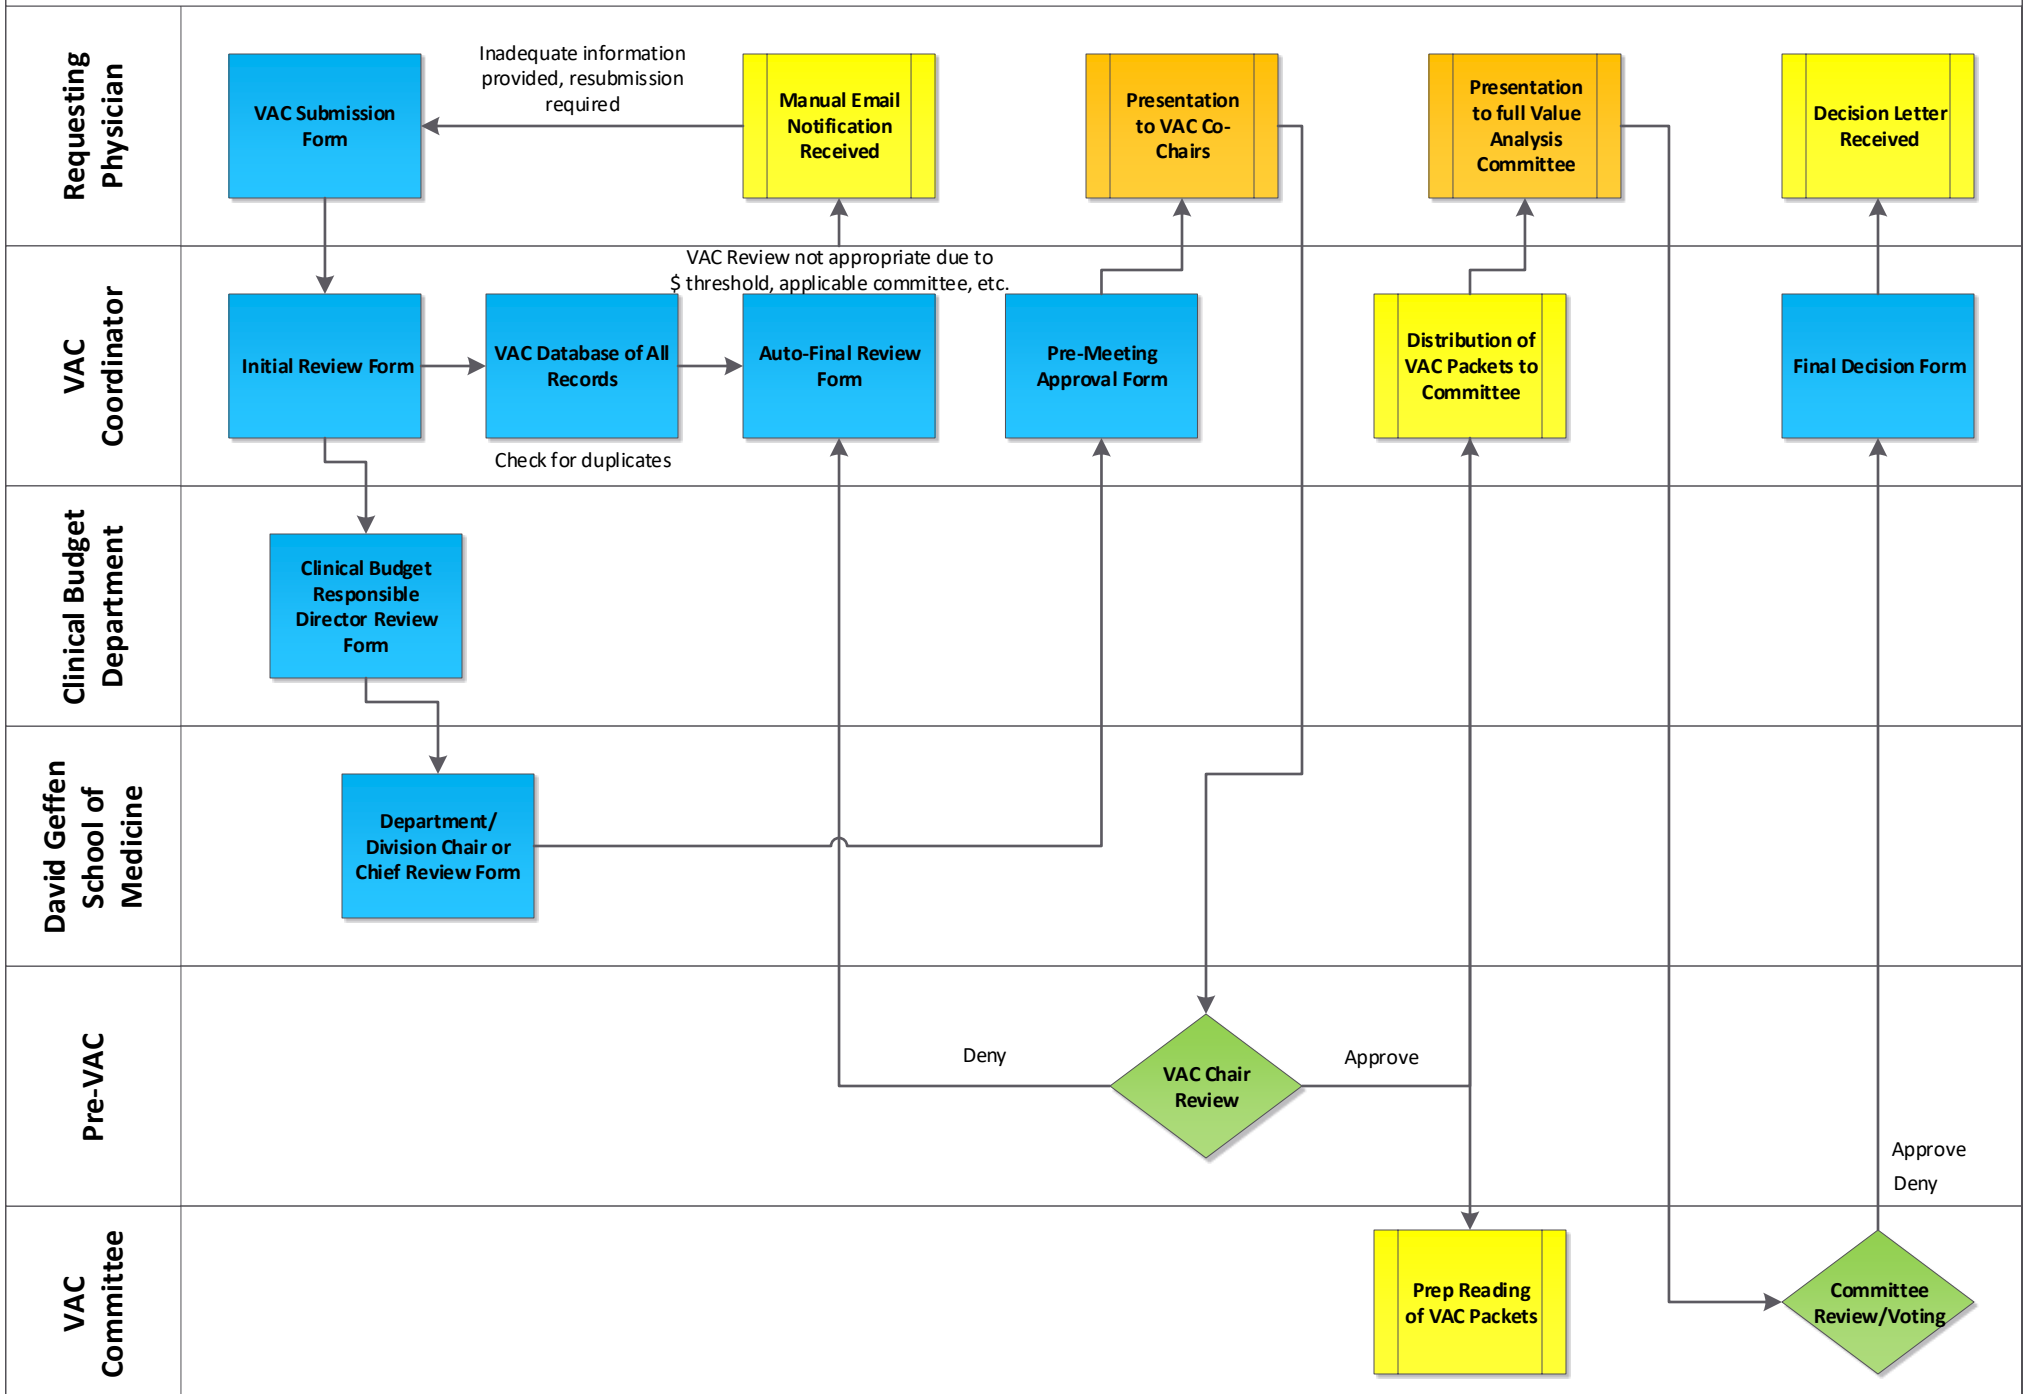 Requesting
Physician
VAC Submission
Form
Inadequate information
provided, resubmission
required
Manual Email
Notification
Received
Presentation
to VAC Co-
Chairs
Presentation
to full Value
Analysis
Committee
Decision Letter
Received
VAC
Coordinator
Initial Review Form
VAC Database of All
Records
Check for duplicates
VAC Review not appropriate due to
$ threshold, applicable committee, etc.
Auto-Final Review
Form
Pre-Meeting
Approval Form
Distribution of
VAC Packets to
Committee
Final Decision Form
Clinical Budget
Department
Clinical Budget
Responsible
Director Review
Form
David Geffen
School of
Medicine
Department/
Division Chair or
Chief Review Form
Pre-VAC
Deny
VAC Chair
Review
Approve
Approve
Deny
VAC
Committee
Prep Reading
of VAC Packets
Committee
Review/Voting